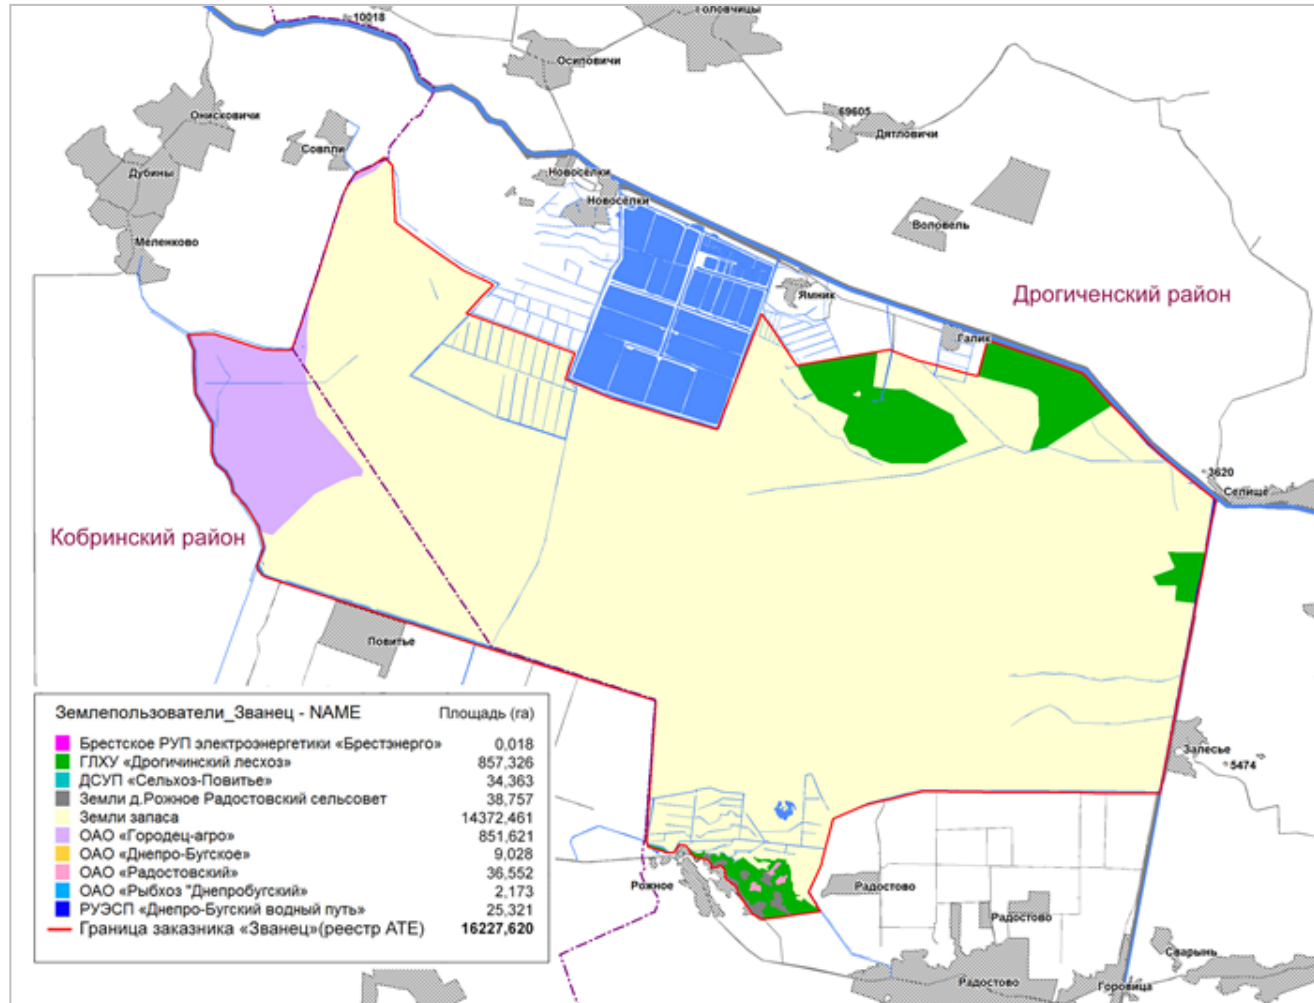 10018
Головчицы
Осиповичи
Онисковичи
69605
Дятловичи
Совпли
Дубины
Новосёлки
Новоселки
Воловель
Меленково
Ямник
Дрогиченский район
Галик
3620
Селище
Кобринский район
Повитье
Землепользователи_Званец - NAME Площадь (га)
Брестское РУП электроэнергетики «Брестэнерго» 0,018
ГЛХУ «Дрогичинский лесхоз» 857,326
ДСУП «Сельхоз-Повитье» 34,363
Земли д.Рожное Радостовский сельсовет 38,757
Земли запаса 14372,461
ОАО «Городец-агро» 851,621
ОАО «Днепро-Бугское» 9,028
ОАО «Радостовский» 36,552
ОАО «Рыбхоз "Днепробугский» 2,173
РУЭСП «Днепро-Бугский водный путь» 25,321
Граница заказника «Званец»(реестр АТЕ) 16227,620
Залесье
5474
Рожное
Радостово
Радостово
Сварынь
Радостово
Горовица